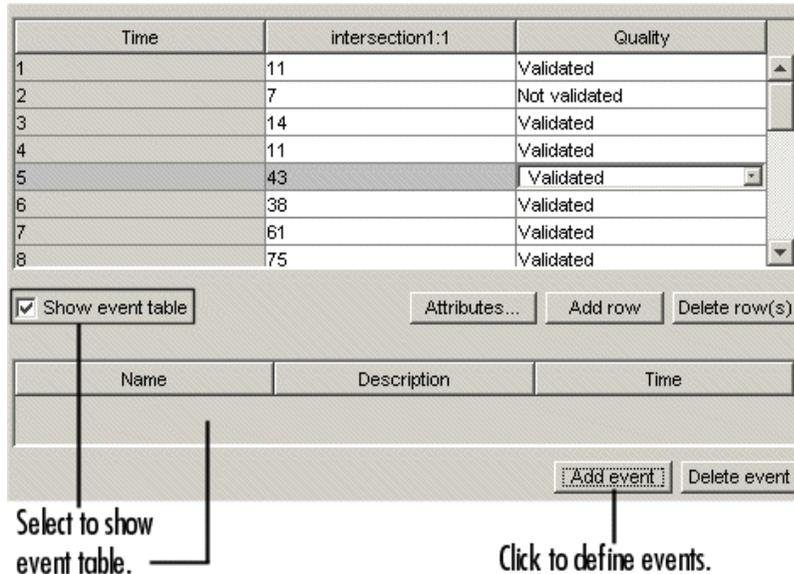 Time intersection1:1 Quality
1 11 Validated
2 7 Not validated
3 14 Validated
4 11 Validated
5 43 Validated
6 38 Validated
7 61 Validated
8 75 Validated
Show event table Attributes... Add row Delete row(s)
Name Description Time
Add event Delete event
Select to show
event table. Click to define events.